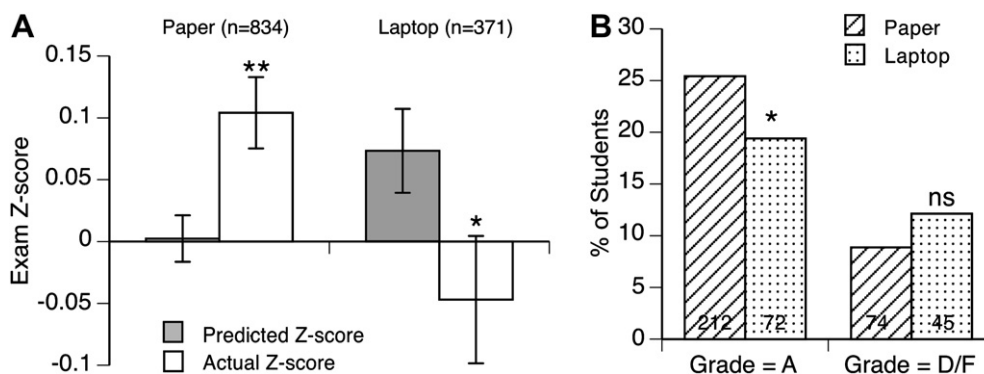 A
Paper (n=834)
Laptop (n=371)
0.15
0.1
0.05
0
-0.05
-0.1
Exam Z-score
**
*
Predicted Z-score
Actual Z-score
B
Paper
Laptop
30
25
20
15
10
5
0
% of Students
*
ns
212
72
74
45
Grade = A
Grade = D/F